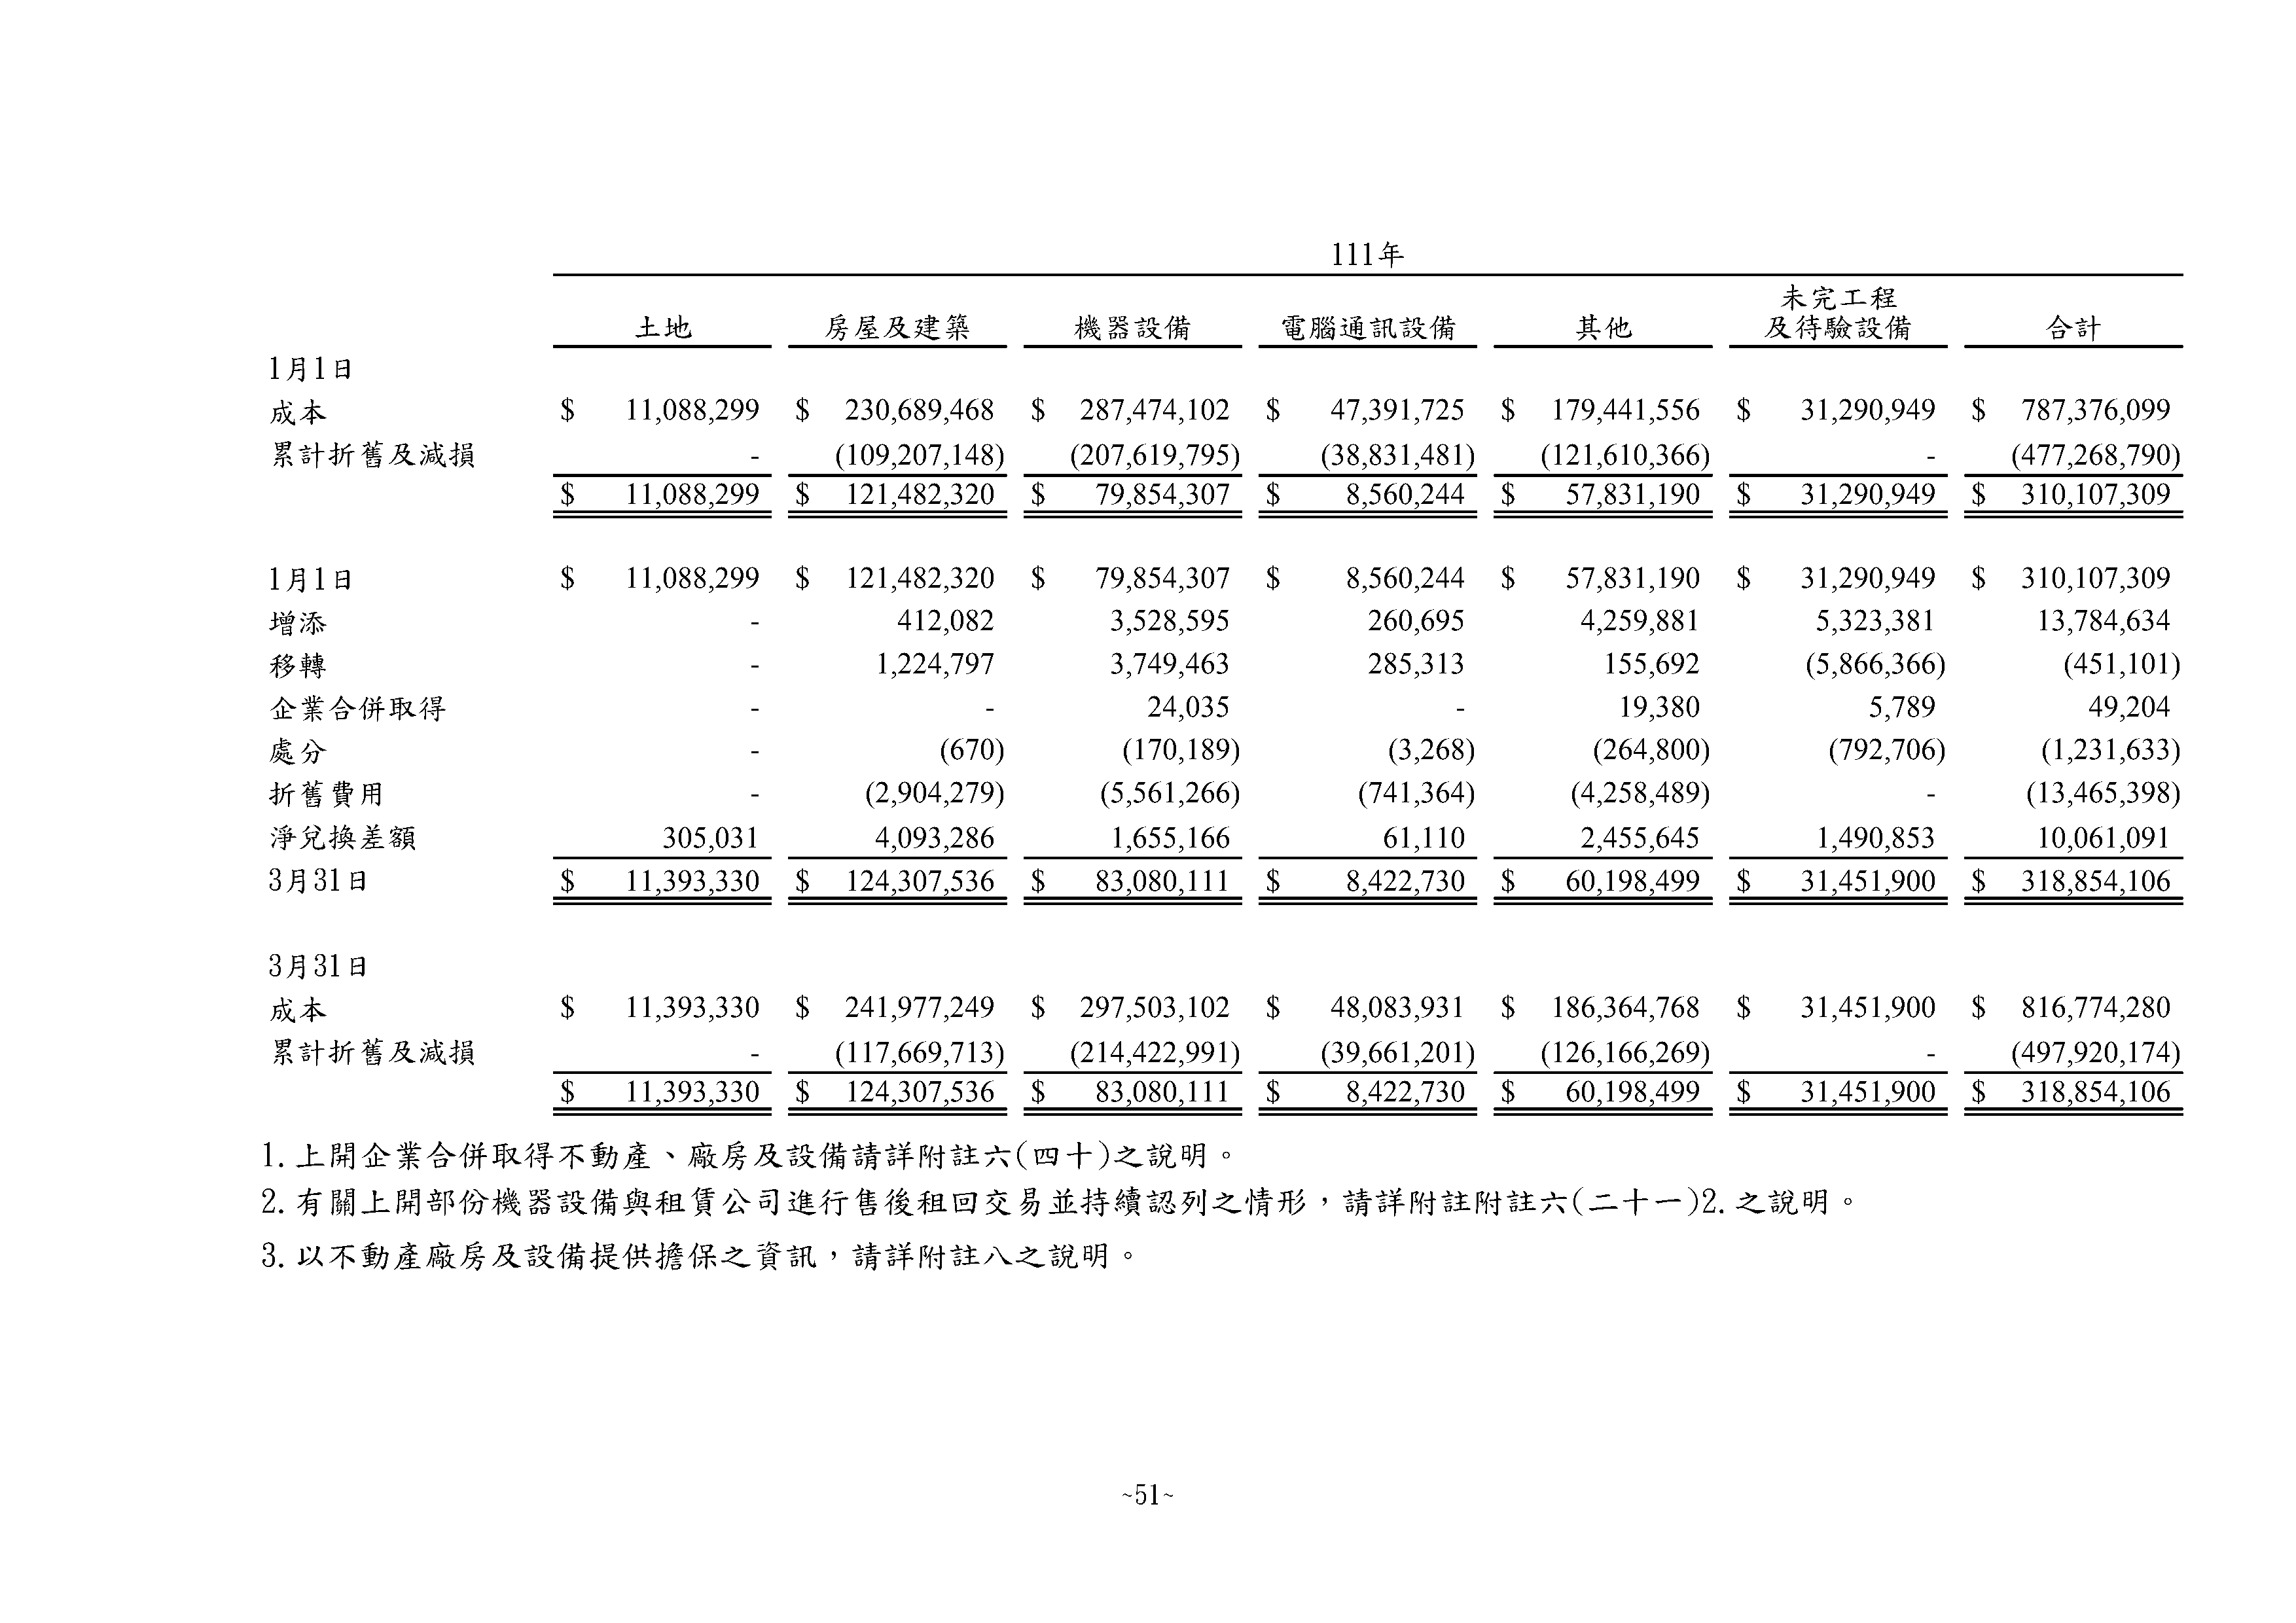 111年
未完工程
土地 房屋及建築 機器設備 電腦通訊設備 其他 及待驗設備 合計
1月1日
成本 $ 11,088,299 $ 230,689,468 $ 287,474,102 $ 47,391,725 $ 179,441,556 $ 31,290,949 $ 787,376,099
累計折舊及減損 - (109,207,148) (207,619,795) (38,831,481) (121,610,366) - (477,268,790)
$ 11,088,299 $ 121,482,320 $ 79,854,307 $ 8,560,244 $ 57,831,190 $ 31,290,949 $ 310,107,309
1月1日 $ 11,088,299 $ 121,482,320 $ 79,854,307 $ 8,560,244 $ 57,831,190 $ 31,290,949 $ 310,107,309
增添 - 412,082 3,528,595 260,695 4,259,881 5,323,381 13,784,634
移轉 - 1,224,797 3,749,463 285,313 155,692 (5,866,366) (451,101)
企業合併取得 - - 24,035 - 19,380 5,789 49,204
處分 - (670) (170,189) (3,268) (264,800) (792,706) (1,231,633)
折舊費用 - (2,904,279) (5,561,266) (741,364) (4,258,489) - (13,465,398)
淨兌換差額 305,031 4,093,286 1,655,166 61,110 2,455,645 1,490,853 10,061,091
3月31日 $ 11,393,330 $ 124,307,536 $ 83,080,111 $ 8,422,730 $ 60,198,499 $ 31,451,900 $ 318,854,106
3月31日
成本 $ 11,393,330 $ 241,977,249 $ 297,503,102 $ 48,083,931 $ 186,364,768 $ 31,451,900 $ 816,774,280
累計折舊及減損 - (117,669,713) (214,422,991) (39,661,201) (126,166,269) - (497,920,174)
$ 11,393,330 $ 124,307,536 $ 83,080,111 $ 8,422,730 $ 60,198,499 $ 31,451,900 $ 318,854,106
1. 上開企業合併取得不動產、廠房及設備請詳附註六(四十)之說明。
2. 有關上開部份機器設備與租賃公司進行售後租回交易並持續認列之情形，請詳附註附註六(二十一)2. 之說明。
3. 以不動產廠房及設備提供擔保之資訊，請詳附註八之說明。
~51~